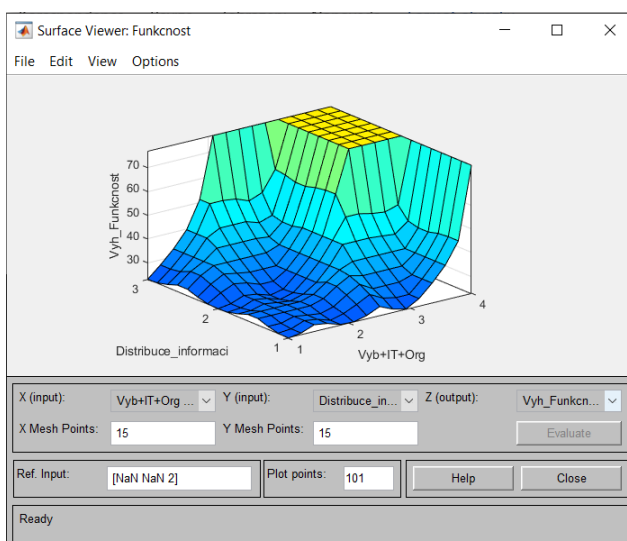 Surface Viewer: Funkcnost
File Edit View Options
Vyh_Funkcnost
70
60
50
40
30
3
2
1
1
2
3
4
Distribuce_informaci
Vyb+IT+Org
X (input): Vyb+IT+Org ... Y (input): Distribuce_in... Z (output): Vyh_Funkcn...
X Mesh Points: 15 Y Mesh Points: 15 Evaluate
Ref. Input: [NaN NaN 2] Plot points: 101 Help Close
Ready